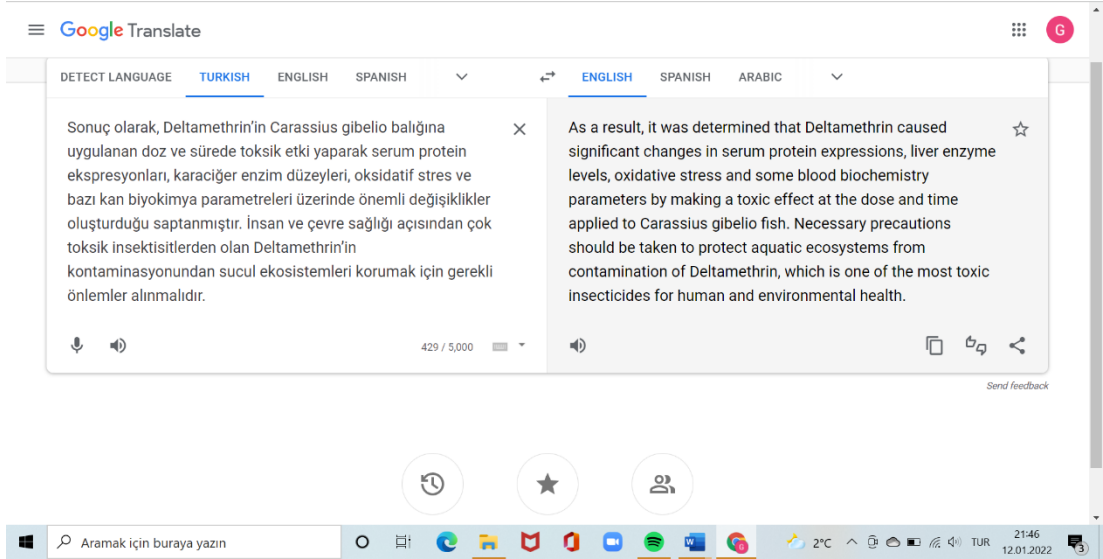 Google Translate
G
DETECT LANGUAGE TURKISH ENGLISH SPANISH
ENGLISH SPANISH ARABIC
Sonuç olarak, Deltamethrin'in Carassius gibelio balığına
uygulanan doz ve sürede toksik etki yaparak serum protein
ekspresyonları, karaciğer enzim düzeyleri, oksidatif stres ve
bazı kan biyokimya parametreleri üzerinde önemli değişiklikler
oluşturduğu saptanmıştır. İnsan ve çevre sağlığı açısından çok
toksik insektisitlerden olan Deltamethrin'in
kontaminasyonundan sucul ekosistemleri korumak için gerekli
önlemler alınmalıdır.
429 / 5,000
As a result, it was determined that Deltamethrin caused
significant changes in serum protein expressions, liver enzyme
levels, oxidative stress and some blood biochemistry
parameters by making a toxic effect at the dose and time
applied to Carassius gibelio fish. Necessary precautions
should be taken to protect aquatic ecosystems from
contamination of Deltamethrin, which is one of the most toxic
insecticides for human and environmental health.
Send feedback
Aramak için buraya yazın
2°C
TUR
21:46
12.01.2022
3